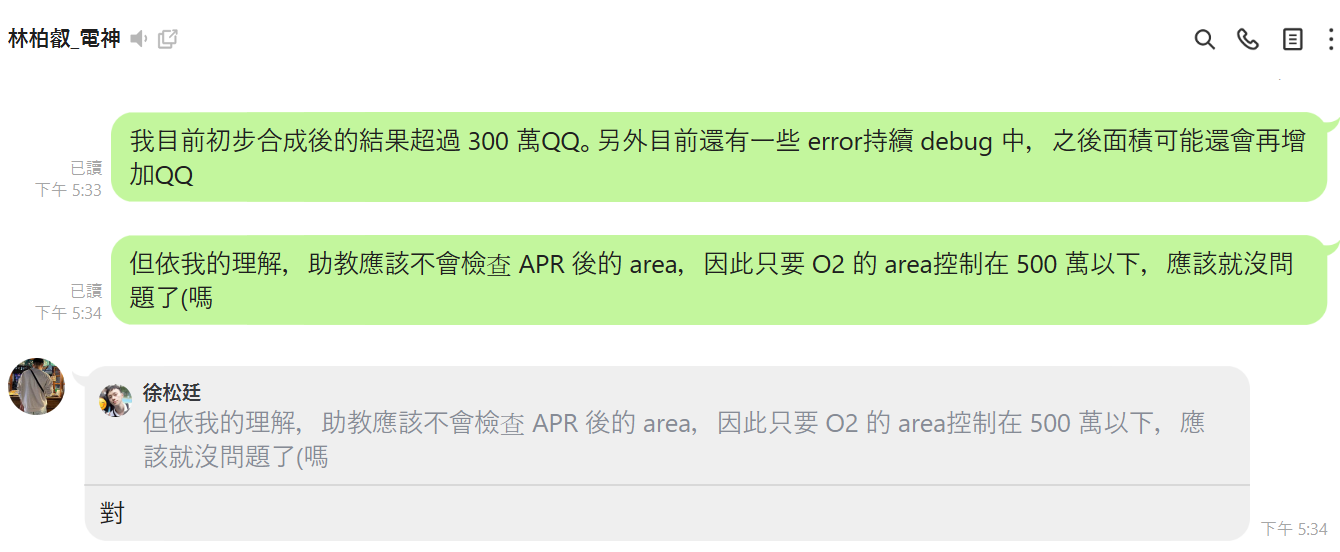 林柏叡_電神
我目前初步合成後的結果超過 300 萬QQ。另外目前還有一些 error持續 debug 中，之後面積可能還會再增
加QQ
已讀
下午 5:33
但依我的理解，助教應該不會檢查 APR 後的 area，因此只要 O2 的 area控制在 500 萬以下，應該就沒問
題了(嗎
已讀
下午 5:34
徐松廷
但依我的理解，助教應該不會檢查 APR 後的 area，因此只要 O2 的 area控制在 500 萬以下，應
該就沒問題了(嗎
對
下午 5:34